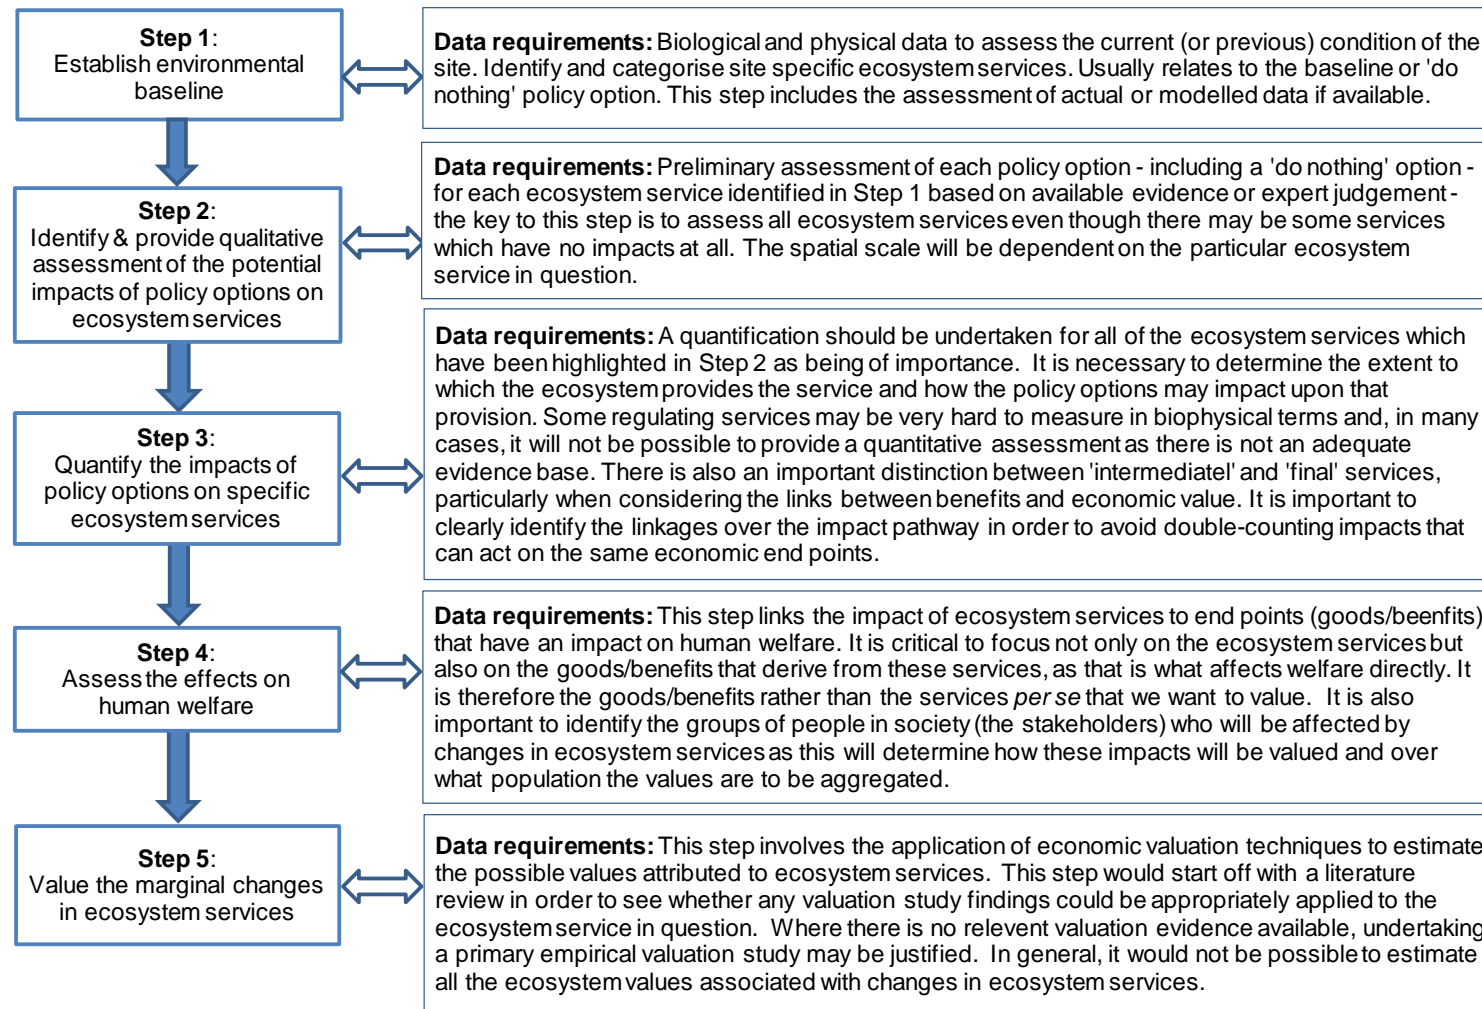 Step 1:
Establish environmental
baseline
Data requirements: Biological and physical data to assess the current (or previous) condition of the
site. Identify and categorise site specific ecosystem services. Usually relates to the baseline or 'do
nothing' policy option. This step includes the assessment of actual or modelled data if available.
Step 2:
Identify & provide qualitative
assessment of the potential
impacts of policy options on
ecosystem services
Data requirements: Preliminary assessment of each policy option - including a 'do nothing' option -
for each ecosystem service identified in Step 1 based on available evidence or expert judgement -
the key to this step is to assess all ecosystem services even though there may be some services
which have no impacts at all. The spatial scale will be dependent on the particular ecosystem
service in question.
Step 3:
Quantify the impacts of
policy options on specific
ecosystem services
Data requirements: A quantification should be undertaken for all of the ecosystem services which
have been highlighted in Step 2 as being of importance. It is necessary to determine the extent to
which the ecosystem provides the service and how the policy options may impact upon that
provision. Some regulating services may be very hard to measure in biophysical terms and, in many
cases, it will not be possible to provide a quantitative assessment as there is not an adequate
evidence base. There is also an important distinction between 'intermediatel' and 'final' services,
particularly when considering the links between benefits and economic value. It is important to
clearly identify the linkages over the impact pathway in order to avoid double-counting impacts that
can act on the same economic end points.
Step 4:
Assess the effects on
human welfare
Data requirements: This step links the impact of ecosystem services to end points (goods/beenfits)
that have an impact on human welfare. It is critical to focus not only on the ecosystem services but
also on the goods/benefits that derive from these services, as that is what affects welfare directly. It
is therefore the goods/benefits rather than the services per se that we want to value. It is also
important to identify the groups of people in society (the stakeholders) who will be affected by
changes in ecosystem services as this will determine how these impacts will be valued and over
what population the values are to be aggregated.
Step 5:
Value the marginal changes
in ecosystem services
Data requirements: This step involves the application of economic valuation techniques to estimate
the possible values attributed to ecosystem services. This step would start off with a literature
review in order to see whether any valuation study findings could be appropriately applied to the
ecosystem service in question. Where there is no relevent valuation evidence available, undertaking
a primary empirical valuation study may be justified. In general, it would not be possible to estimate
all the ecosystem values associated with changes in ecosystem services.